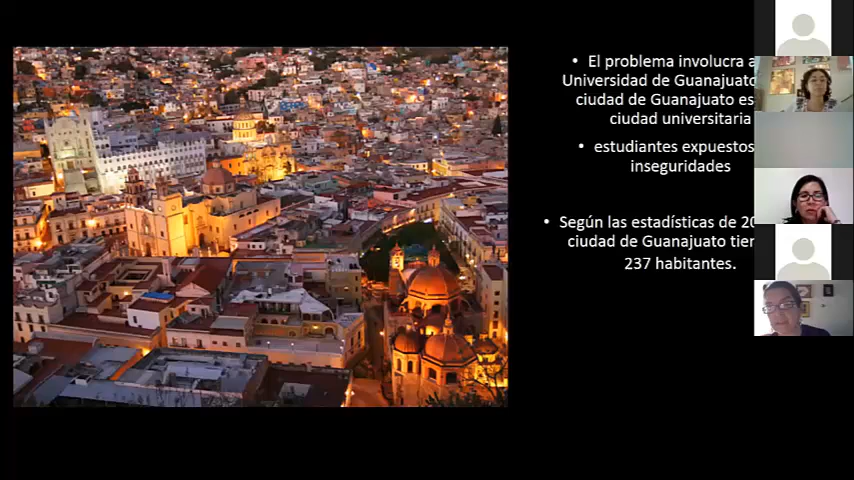 • El problema involucra a
Universidad de Guanajuato
ciudad de Guanajuato es
ciudad universitaria
• estudiantes expuestos
inseguridades
• Según las estadísticas de 20
ciudad de Guanajuato tien
237 habitantes.